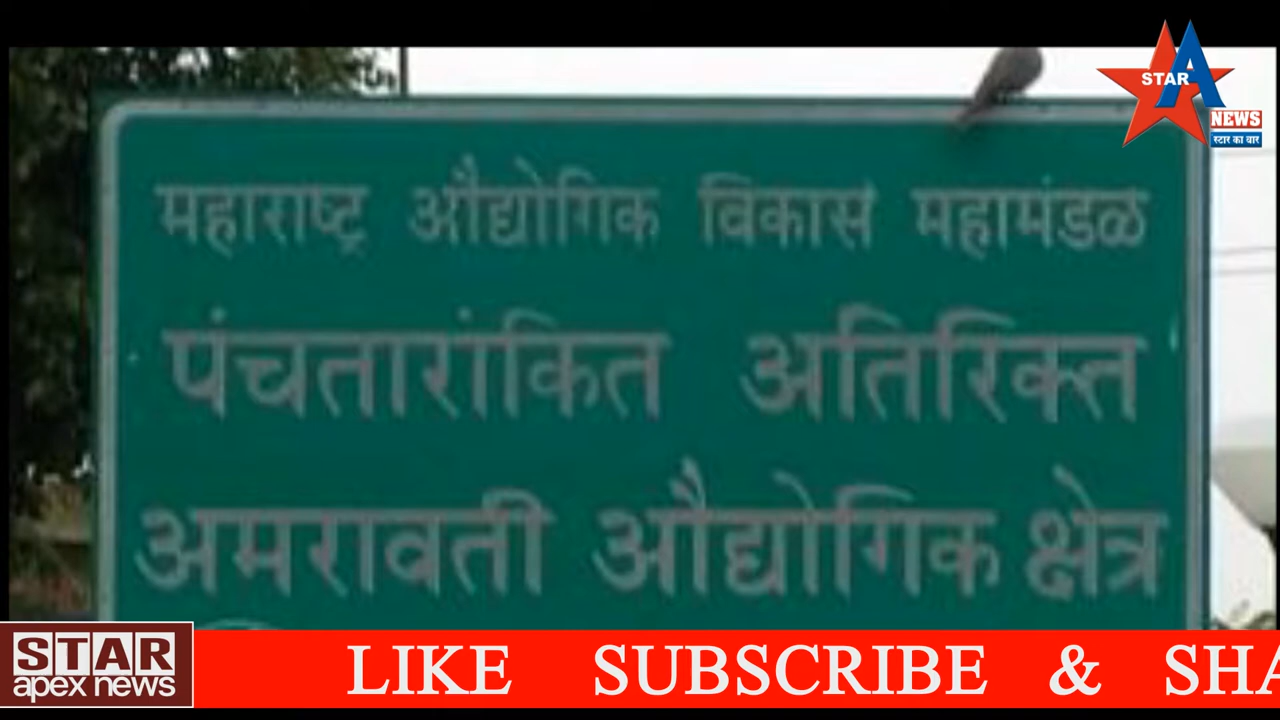 STAR A
NEWS
स्टार का वार
महाराष्ट्र औद्योगिक विकास महामंडळ
पंचतारांकित अतिरिक्त
अमरावती औद्योगिक क्षेत्र
STAR
apex news
LIKE SUBSCRIBE & SHA